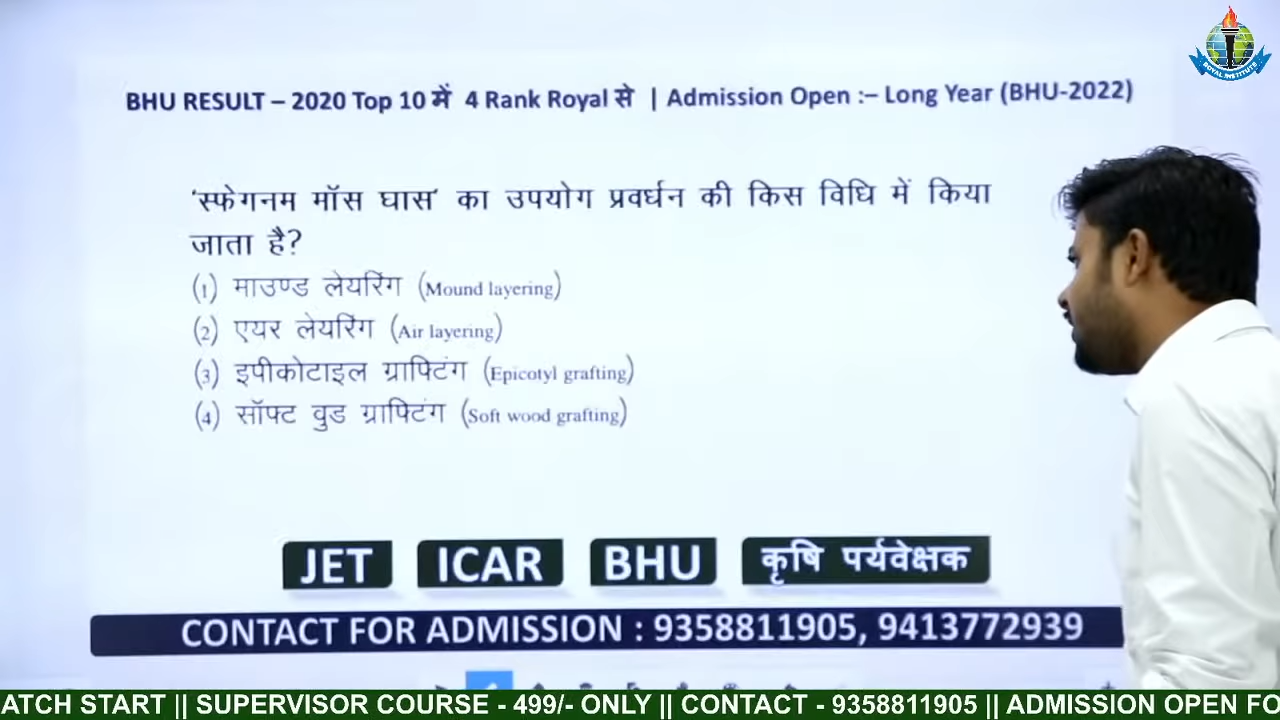 ROYAL INSTITUTE
BHU RESULT – 2020 Top 10 में 4 Rank Royal से | Admission Open :– Long Year (BHU-2022)
'स्फेगनम मॉस घास' का उपयोग प्रवर्धन की किस विधि में किया
जाता है?
(1) माउण्ड लेयरिंग (Mound layering)
(2) एयर लेयरिंग (Air layering)
(3) इपीकोटाइल ग्राफ्टिंग (Epicotyl grafting)
(4) सॉफ्ट वुड ग्राफ्टिंग (Soft wood grafting)
JET ICAR BHU कृषि पर्यवेक्षक
CONTACT FOR ADMISSION : 9358811905, 9413772939
ATCH START || SUPERVISOR COURSE - 499/- ONLY || CONTACT - 9358811905 || ADMISSION OPEN FO